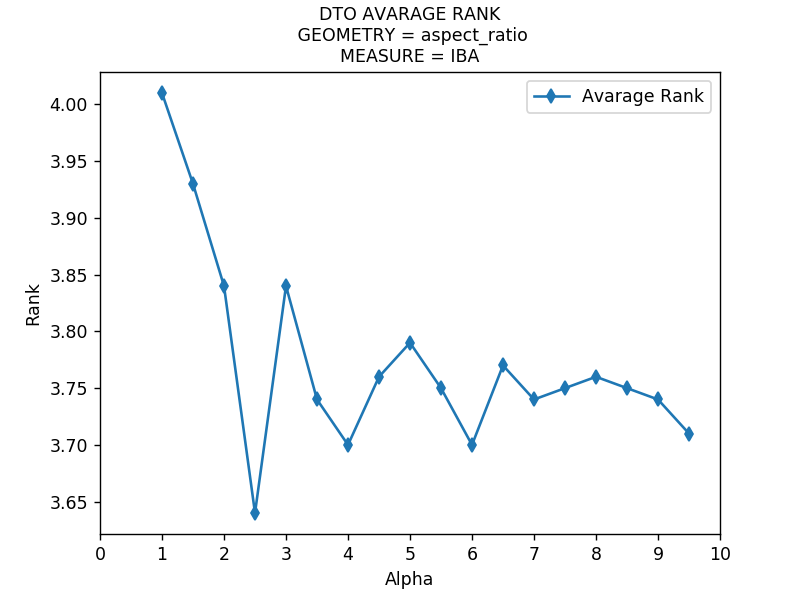 DTO AVARAGE RANK
GEOMETRY = aspect_ratio
MEASURE = IBA
Avarage Rank
4.00
3.95
3.90
3.85
3.80
3.75
3.70
3.65
Rank
0 1 2 3 4 5 6 7 8 9 10
Alpha